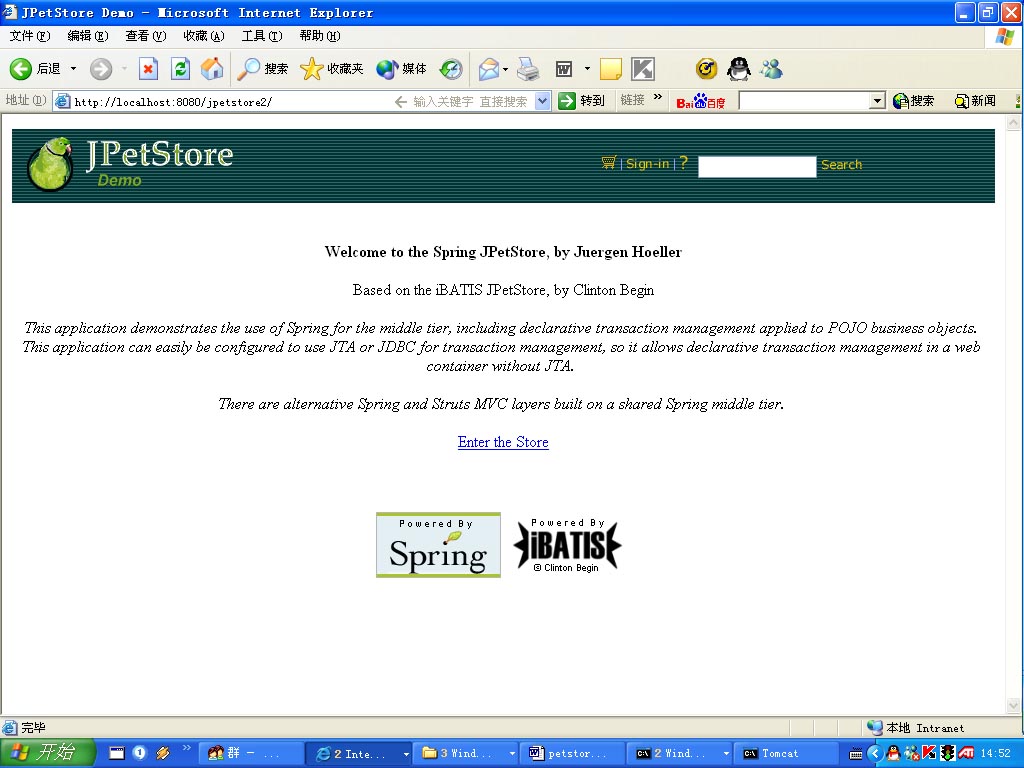 JPetStore Demo - Microsoft Internet Explorer
文件(F) 编辑(E) 查看(V) 收藏(A) 工具(T) 帮助(H)
后退 搜索 收藏夹 媒体
地址(D) http://localhost:8080/jpetstore2/ 输入关键字 直接搜索 转到 链接 » Bai百度 搜索 新闻
JPetStore
Demo
| Sign-in | ? Search
Welcome to the Spring JPetStore, by Juergen Hoeller
Based on the iBATIS JPetStore, by Clinton Begin
This application demonstrates the use of Spring for the middle tier, including declarative transaction management applied to POJO business objects.
This application can easily be configured to use JTA or JDBC for transaction management, so it allows declarative transaction management in a web
container without JTA.
There are alternative Spring and Struts MVC layers built on a shared Spring middle tier.
Enter the Store
Powered By
Spring
Powered By
iBATIS
© Clinton Begin
完毕 本地 Intranet
开始 » 群 - ... 2 Inte... 3 Wind... petstor... 2 Wind... Tomcat 14:52